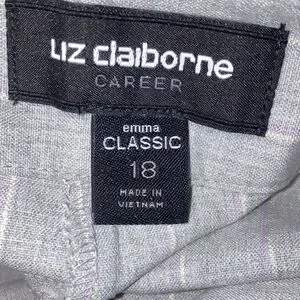 LIZ claiborne
CAREER
emma
CLASSIC
18
MADE IN
VIETNAM